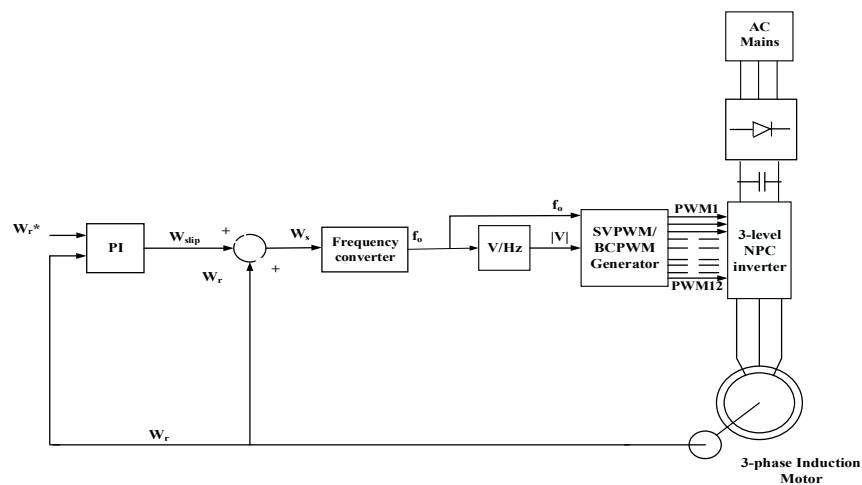 AC
Mains
Wr*
PI
Wslip
+
Wr
+
Ws
Frequency
converter
fo
fo
V/Hz
|V|
SVPWM/
BCPWM
Generator
PWM1
PWM12
3-level
NPC
inverter
Wr
3-phase Induction
Motor